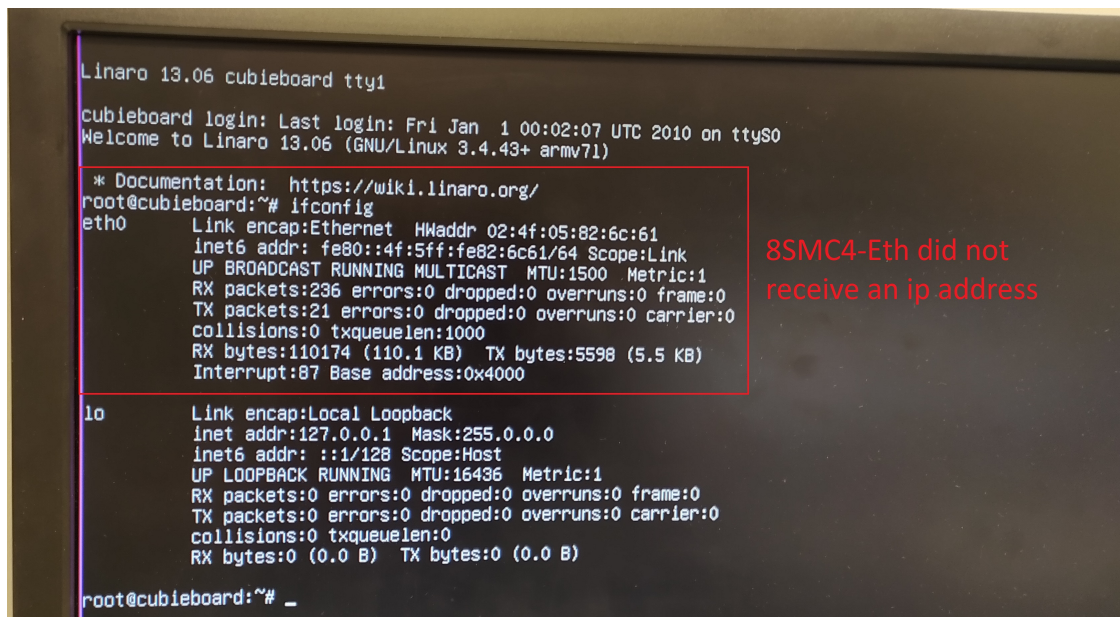 Linaro 13.06 cubieboard tty1
cubieboard login: Last login: Fri Jan  1 00:02:07 UTC 2010 on ttyS0
Welcome to Linaro 13.06 (GNU/Linux 3.4.43+ armv7l)
* Documentation:  https://wiki.linaro.org/
root@cubieboard:~# ifconfig
eth0      Link encap:Ethernet  HWaddr 02:4f:05:82:6c:61
inet6 addr: fe80::4f:5ff:fe82:6c61/64 Scope:Link
UP BROADCAST RUNNING MULTICAST  MTU:1500  Metric:1
RX packets:236 errors:0 dropped:0 overruns:0 frame:0
TX packets:21 errors:0 dropped:0 overruns:0 carrier:0
collisions:0 txqueuelen:1000
RX bytes:110174 (110.1 KB)  TX bytes:5598 (5.5 KB)
Interrupt:87 Base address:0x4000
8SMC4-Eth did not
receive an ip address
lo        Link encap:Local Loopback
inet addr:127.0.0.1  Mask:255.0.0.0
inet6 addr: ::1/128 Scope:Host
UP LOOPBACK RUNNING  MTU:16436  Metric:1
RX packets:0 errors:0 dropped:0 overruns:0 frame:0
TX packets:0 errors:0 dropped:0 overruns:0 carrier:0
collisions:0 txqueuelen:0
RX bytes:0 (0.0 B)  TX bytes:0 (0.0 B)
root@cubieboard:~# _